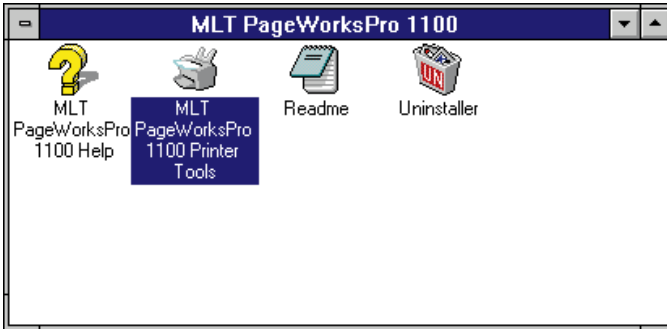 MLT PageWorksPro 1100
MLT
PageWorksPro
1100 Help
MLT
PageWorksPro
1100 Printer
Tools
Readme
UN
Uninstaller